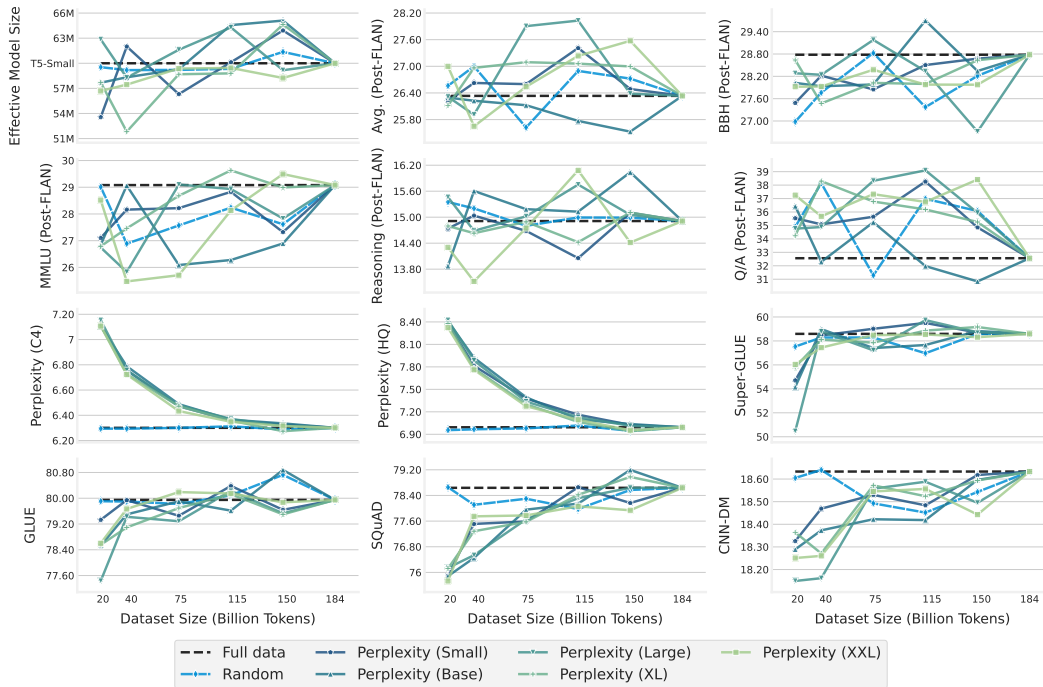 Effective Model Size
66M
63M
T5-Small
57M
54M
51M
Avg. (Post-FLAN)
28.20
27.60
27.00
26.40
25.80
BBH (Post-FLAN)
29.40
28.80
28.20
27.60
27.00
MMLU (Post-FLAN)
30
29
28
27
26
Reasoning (Post-FLAN)
16.20
15.60
15.00
14.40
13.80
Q/A (Post-FLAN)
39
38
37
36
35
34
33
32
31
Perplexity (C4)
7.20
7
6.80
6.60
6.40
6.20
Perplexity (HQ)
8.40
8.10
7.80
7.50
7.20
6.90
Super-GLUE
60
58
56
54
52
50
GLUE
80.80
80.00
79.20
78.40
77.60
20 40 75 115 150 184
Dataset Size (Billion Tokens)
SQuAD
79.20
78.40
77.60
76.80
76
20 40 75 115 150 184
Dataset Size (Billion Tokens)
CNN-DM
18.60
18.50
18.40
18.30
18.20
20 40 75 115 150 184
Dataset Size (Billion Tokens)
Full data Perplexity (Small) Perplexity (Large) Perplexity (XXL)
Random Perplexity (Base) Perplexity (XL)